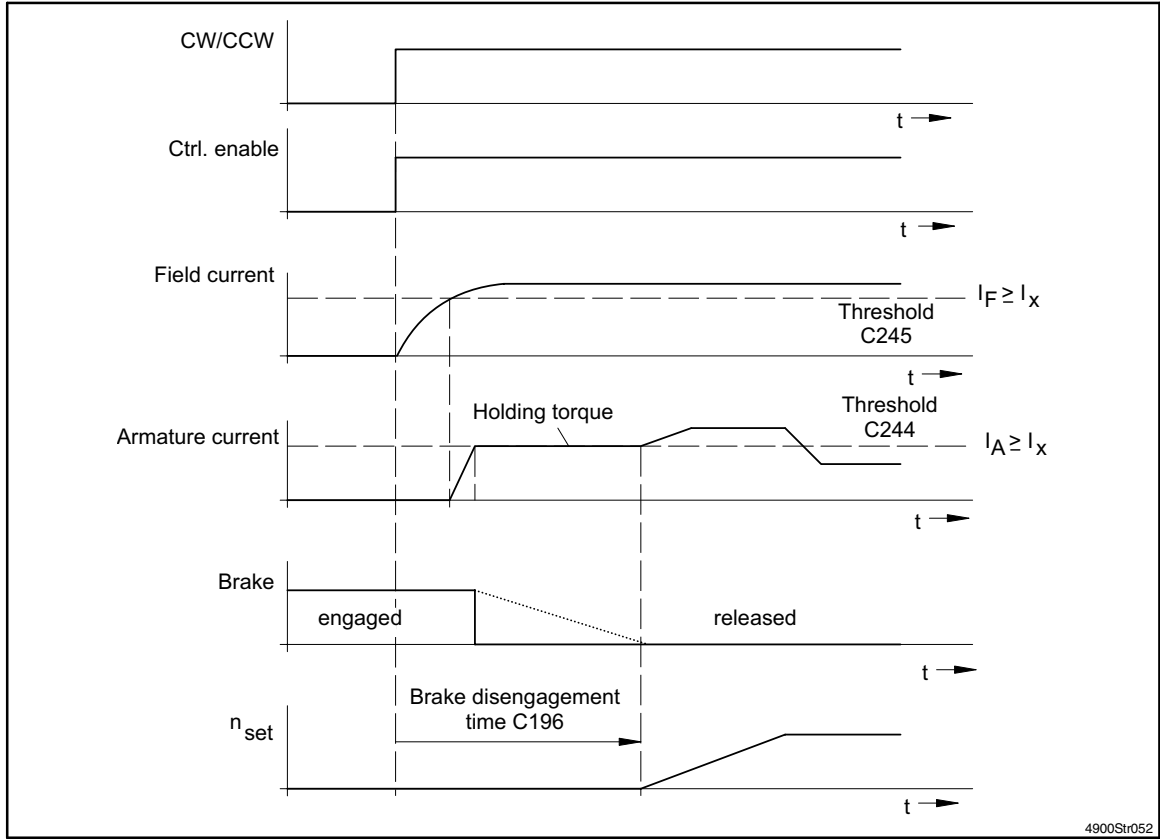 CW/CCW
t
Ctrl. enable
t
Field current
I_F ≥ I_x
Threshold
C245
t
Holding torque
Threshold
C244
Armature current
I_A ≥ I_x
t
Brake
engaged
released
t
Brake disengagement
time C196
n_set
t
4900Str052